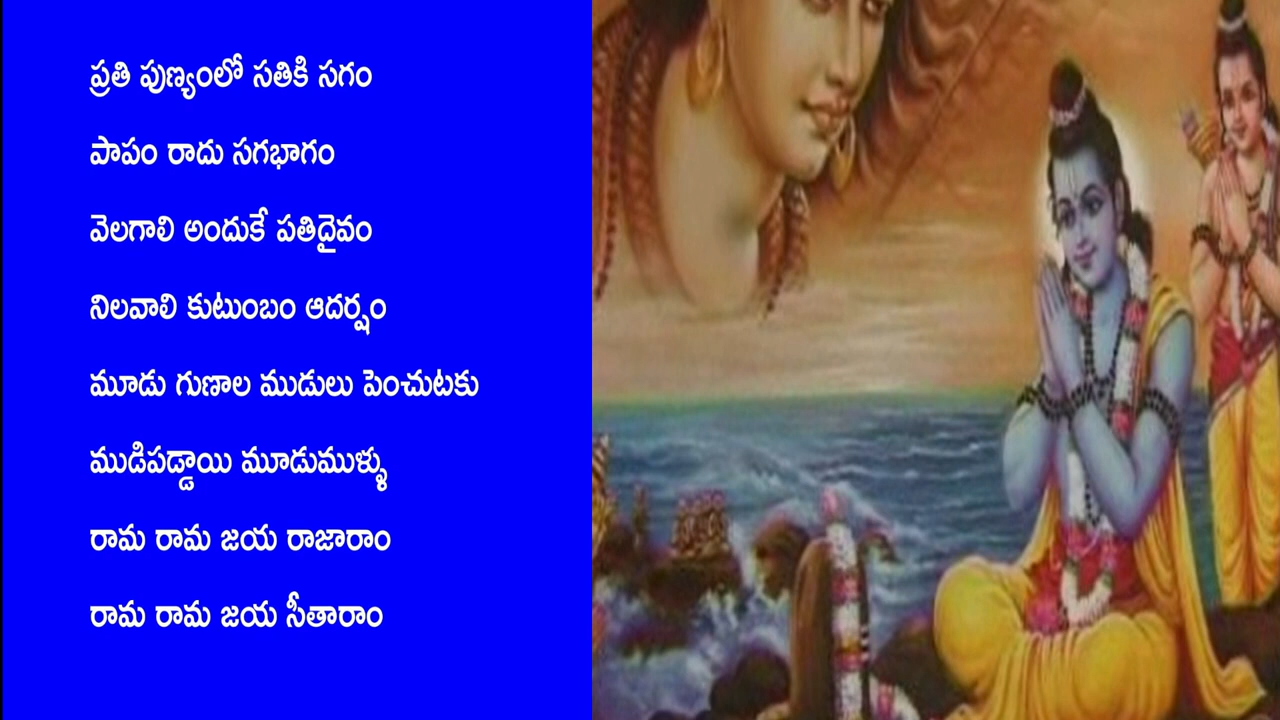 ప్రతి పుణ్యంలో సతికి సగం
పాపం రాదు సగభాగం
వెలగాలి అందుకే పతిదైవం
నిలవాలి కుటుంబం ఆదర్షం
మూడు గుణాల ముడులు పెంచుటకు
ముడిపడ్డాయి మూడుముళ్ళు
రామ రామ జయ రాజారాం
రామ రామ జయ సీతారాం